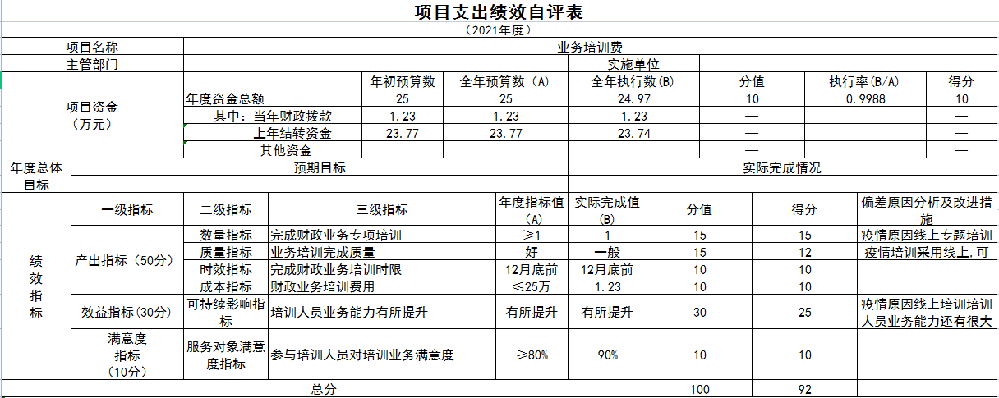 项目支出绩效自评表
（2021年度）
项目名称 业务培训费
主管部门 实施单位
项目资金
（万元）
年初预算数 全年预算数（A） 全年执行数(B) 分值 执行率(B/A) 得分
年度资金总额 25 25 24.97 10 0.9988 10
其中: 当年财政拨款 1.23 1.23 1.23 — —
上年结转资金 23.77 23.77 23.74 — —
其他资金 — —
年度总体
目标
预期目标 实际完成情况
绩
效
指
标
一级指标 二级指标 三级指标 年度指标值
（A） 实际完成值
（B） 分值 得分 偏差原因分析及改进措
施
产出指标（50分）
数量指标 完成财政业务专项培训 ≥1 1 15 15 疫情原因线上专题培训
质量指标 业务培训完成质量 好 一般 15 12 疫情培训采用线上,可
时效指标 完成财政业务培训时限 12月底前 12月底前 10 10
成本指标 财政业务培训费用 ≤25万 1.23 10 10
效益指标(30分)
可持续影响指
标
培训人员业务能力有所提升 有所提升 有所提升 30 25
疫情原因线上培训培训
人员业务能力还有很大
满意度
指标
（10分）
服务对象满意
度指标
参与培训人员对培训业务满意度 ≥80% 90% 10 10
总分 100 92